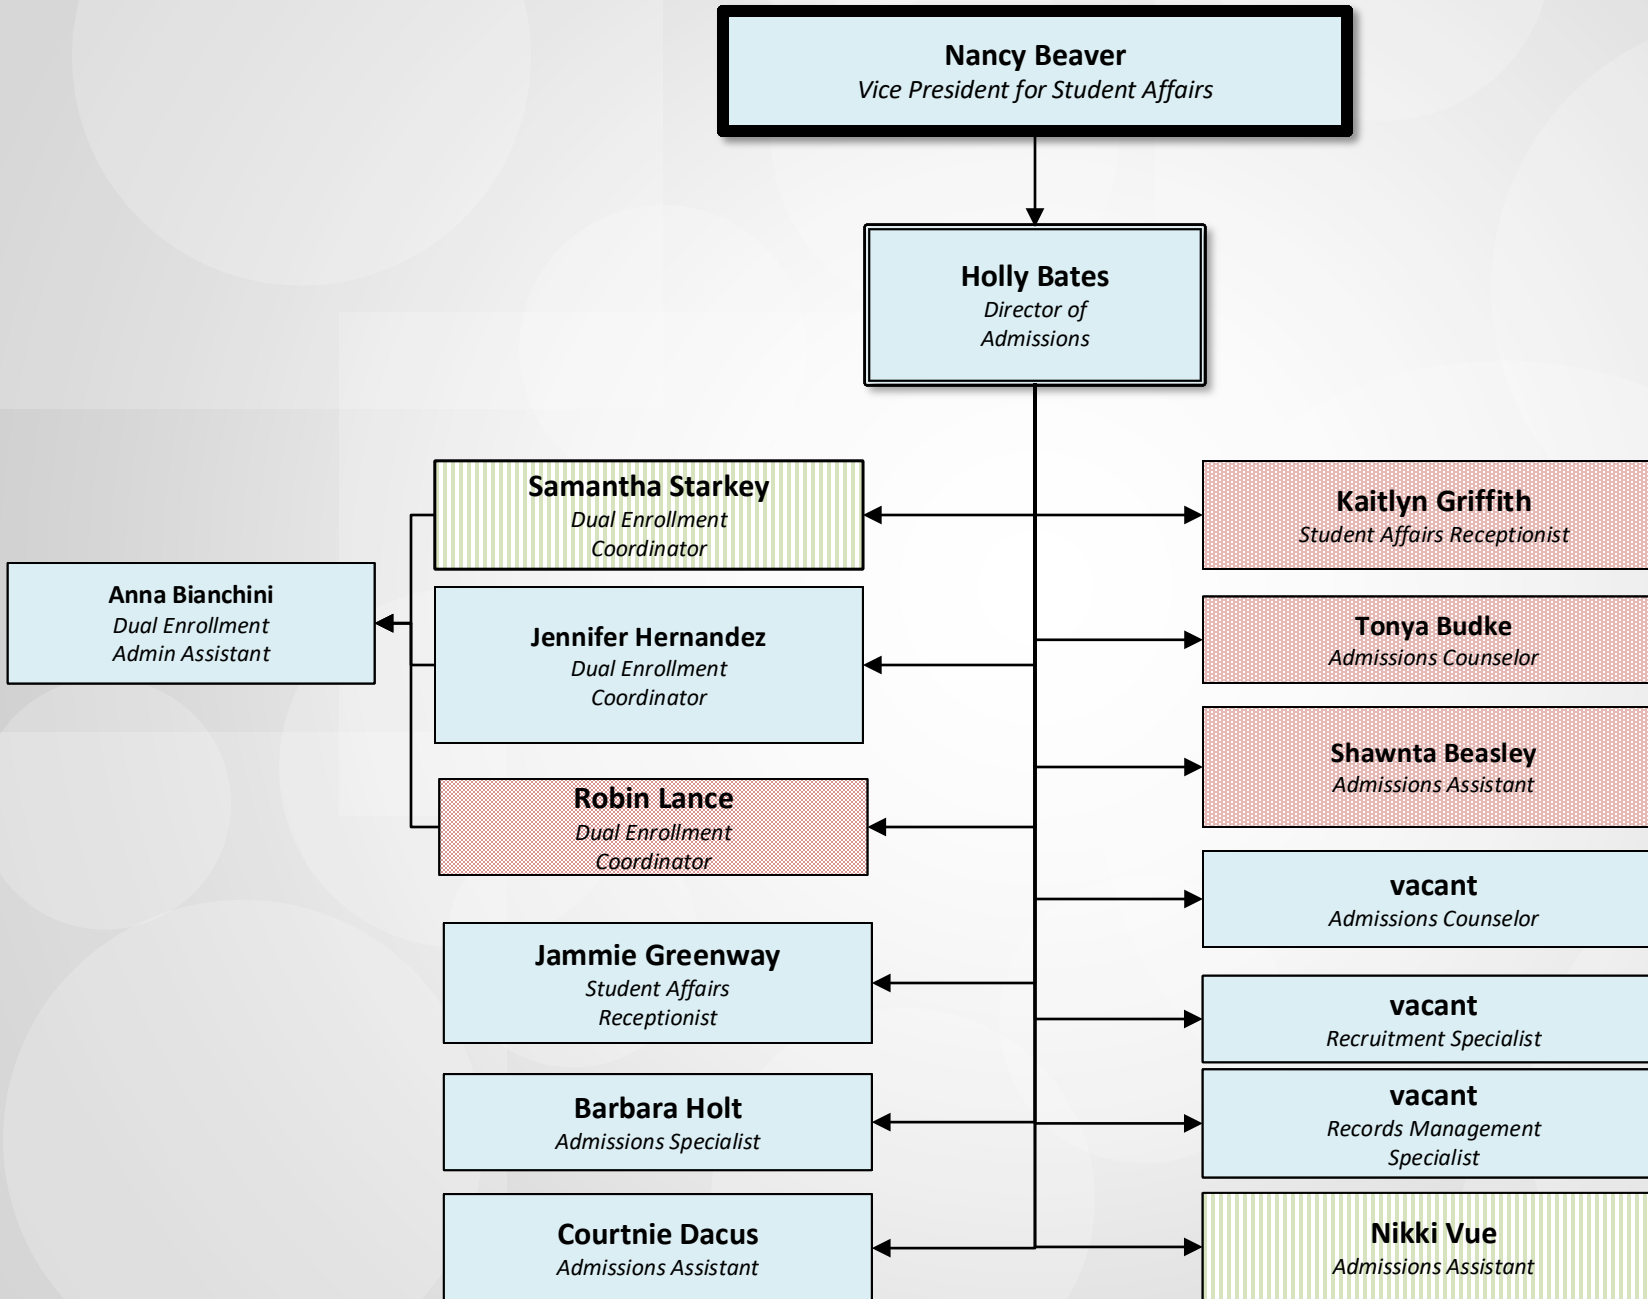 Nancy Beaver
Vice President for Student Affairs
Holly Bates
Director of
Admissions
Samantha Starkey
Dual Enrollment
Coordinator
Kaitlyn Griffith
Student Affairs Receptionist
Anna Bianchini
Dual Enrollment
Admin Assistant
Jennifer Hernandez
Dual Enrollment
Coordinator
Tonya Budke
Admissions Counselor
Shawnta Beasley
Admissions Assistant
Robin Lance
Dual Enrollment
Coordinator
vacant
Admissions Counselor
Jammie Greenway
Student Affairs
Receptionist
vacant
Recruitment Specialist
Barbara Holt
Admissions Specialist
vacant
Records Management
Specialist
Courtnie Dacus
Admissions Assistant
Nikki Vue
Admissions Assistant